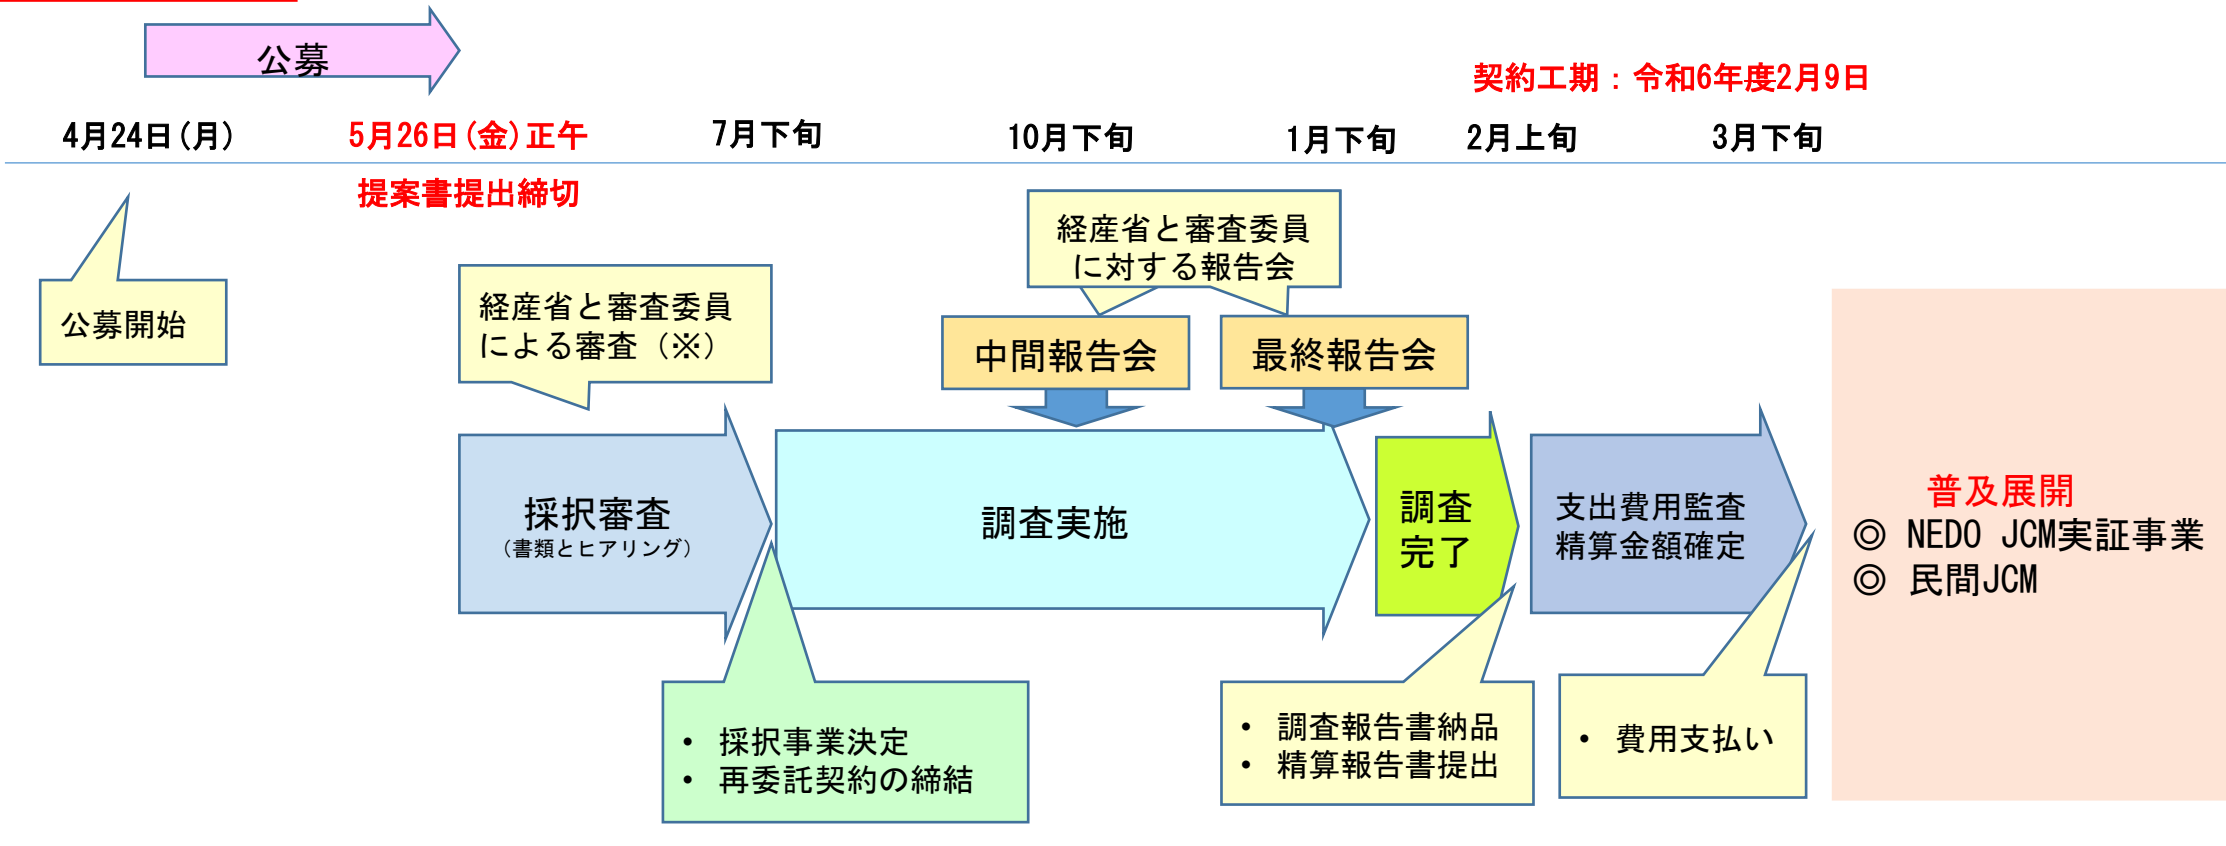 公募
契約工期：令和6年度2月9日
4月24日(月)
5月26日(金)正午
7月下旬
10月下旬
1月下旬
2月上旬
3月下旬
提案書提出締切
公募開始
経産省と審査委員
による審査（※）
経産省と審査委員
に対する報告会
中間報告会
最終報告会
採択審査
（書類とヒアリング）
調査実施
調査
完了
支出費用監査
精算金額確定
普及展開
◎ NEDO JCM実証事業
◎ 民間JCM
• 採択事業決定
• 再委託契約の締結
• 調査報告書納品
• 精算報告書提出
• 費用支払い